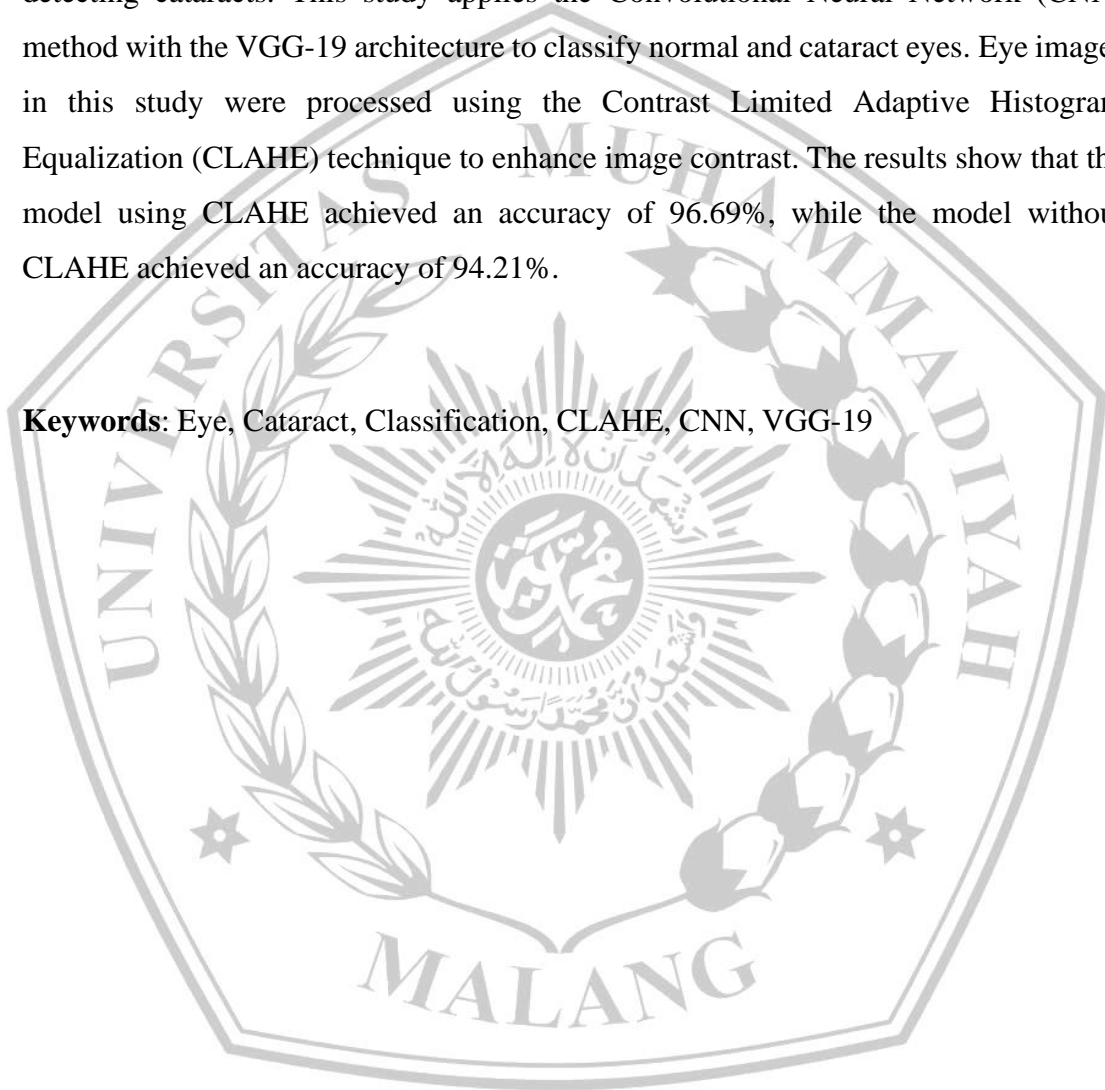 detecting cataracts. This study applies the Convolutional Neural Network (CNN
method with the VGG-19 architecture to classify normal and cataract eyes. Eye image
in this study were processed using the Contrast Limited Adaptive Histogram
Equalization (CLAHE) technique to enhance image contrast. The results show that th
model using CLAHE achieved an accuracy of 96.69%, while the model withou
CLAHE achieved an accuracy of 94.21%.
Keywords: Eye, Cataract, Classification, CLAHE, CNN, VGG-19
UNIVERSITAS MUHAMMADIYAH
MALANG